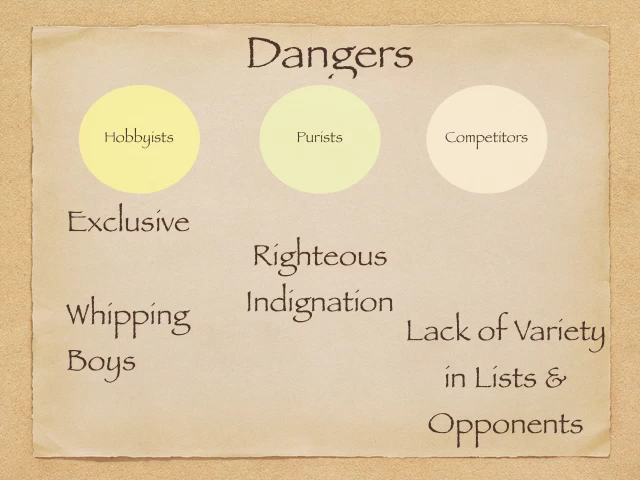 Dangers
Hobbyists
Purists
Competitors
Exclusive
Whipping
Boys
Righteous
Indignation
Lack of Variety
in Lists &
Opponents